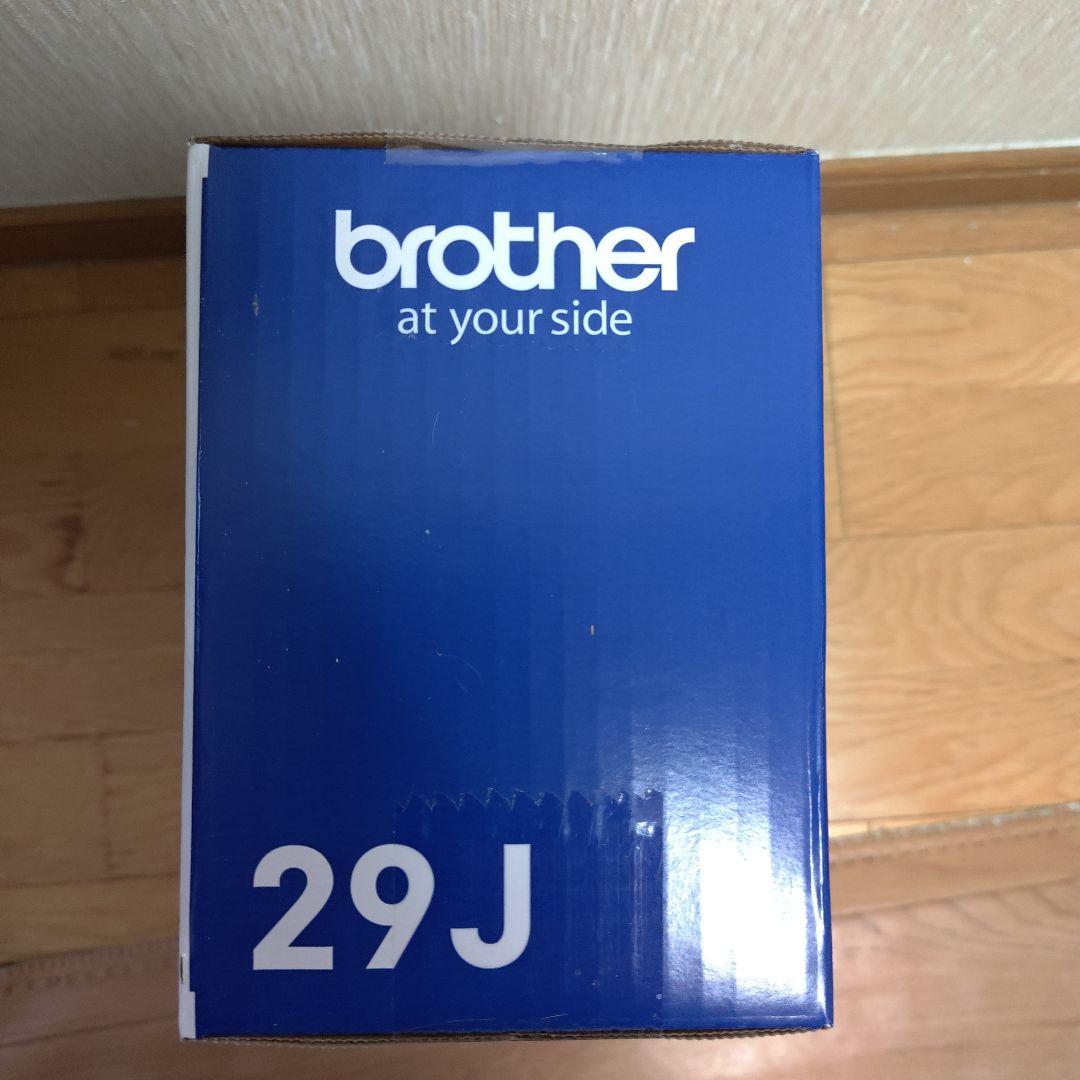 brother
at your side
29J